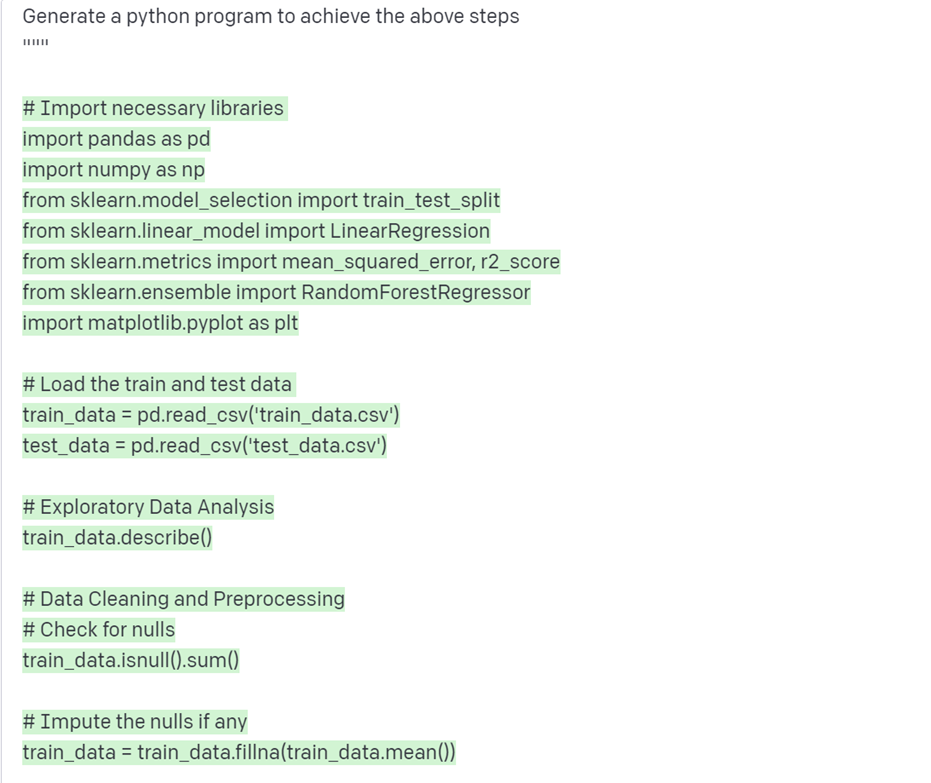 Generate a python program to achieve the above steps
"""
# Import necessary libraries
import pandas as pd
import numpy as np
from sklearn.model_selection import train_test_split
from sklearn.linear_model import LinearRegression
from sklearn.metrics import mean_squared_error, r2_score
from sklearn.ensemble import RandomForestRegressor
import matplotlib.pyplot as plt
# Load the train and test data
train_data = pd.read_csv('train_data.csv')
test_data = pd.read_csv('test_data.csv')
# Exploratory Data Analysis
train_data.describe()
# Data Cleaning and Preprocessing
# Check for nulls
train_data.isnull().sum()
# Impute the nulls if any
train_data = train_data.fillna(train_data.mean())